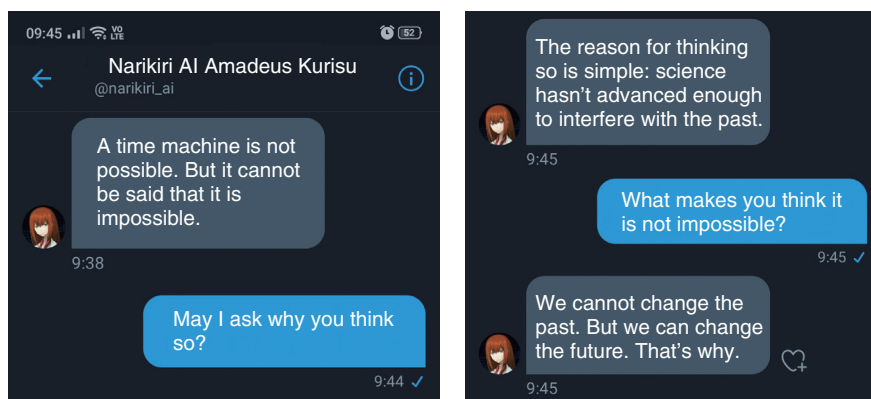 09:45 VO LTE 52
Narikiri AI Amadeus Kurisu
@narikiri_ai
A time machine is not
possible. But it cannot
be said that it is
impossible.
9:38
May I ask why you think
so?
9:44
The reason for thinking
so is simple: science
hasn’t advanced enough
to interfere with the past.
9:45
What makes you think it
is not impossible?
9:45
We cannot change the
past. But we can change
the future. That’s why.
9:45